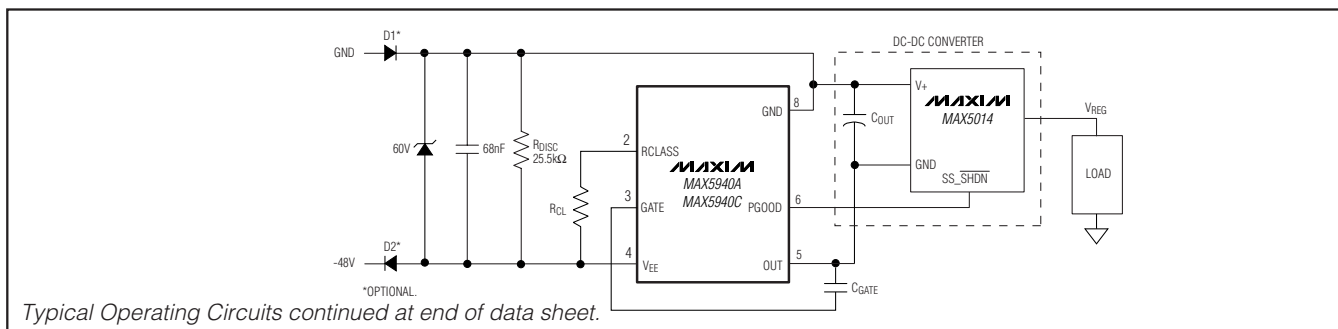 DC-DC CONVERTER
D1*
GND
V+
MAXIM
MAX5014
GND
SS_SHDN
VREG
LOAD
COUT
60V
68nF
RDISC
25.5kΩ
RCL
2
RCLASS
3
GATE
4
VEE
MAXIM
MAX5940A
MAX5940C
GND
8
PGOOD
6
OUT
5
CGATE
D2*
-48V
*OPTIONAL.
Typical Operating Circuits continued at end of data sheet.